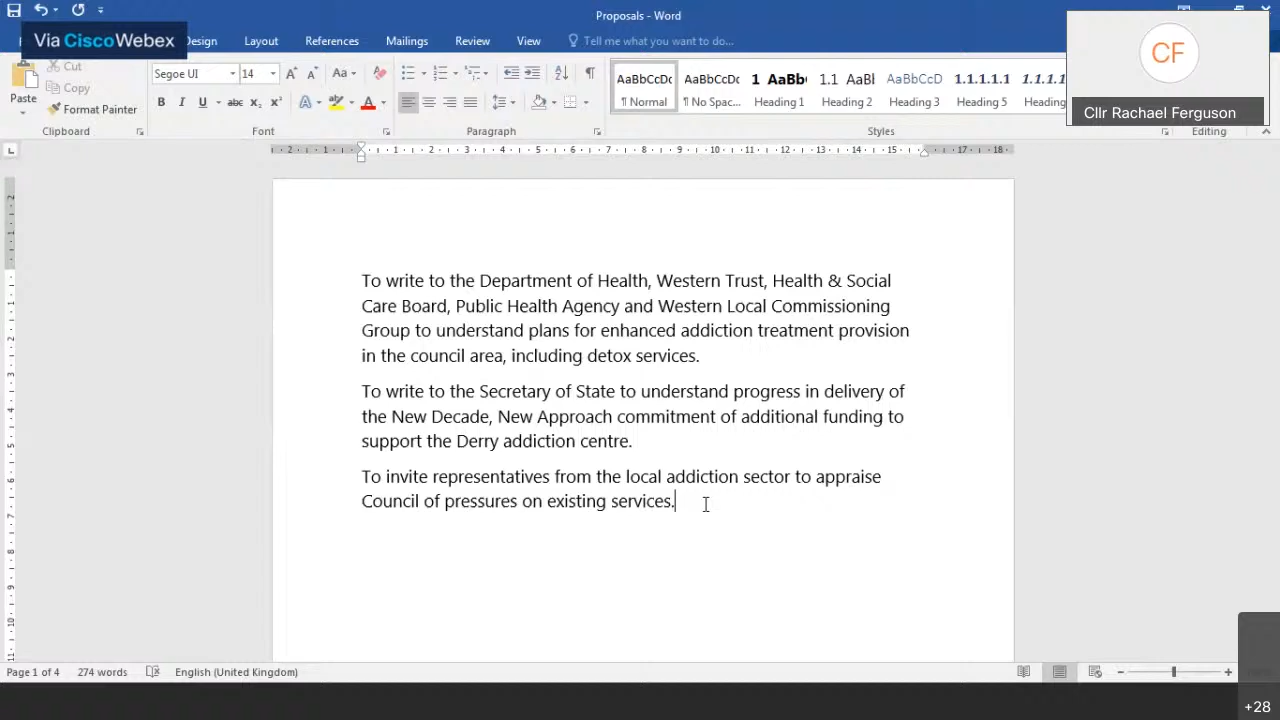 Proposals - Word
Via CiscoWebex
Design Layout References Mailings Review View Tell me what you want to do...
CF
Cllr Rachael Ferguson
Paste
Cut
Copy
Format Painter
Segoe UI 14
AaBbCcDc AaBbCcDc 1 AaBb( 1.1 AaBl AaBbCcD 1.1.1.1.1 1.1.1.1.
¶ Normal ¶ No Spac... Heading 1 Heading 2 Heading 3 Heading 5
Clipboard Font Paragraph Styles Editing
To write to the Department of Health, Western Trust, Health & Social
Care Board, Public Health Agency and Western Local Commissioning
Group to understand plans for enhanced addiction treatment provision
in the council area, including detox services.
To write to the Secretary of State to understand progress in delivery of
the New Decade, New Approach commitment of additional funding to
support the Derry addiction centre.
To invite representatives from the local addiction sector to appraise
Council of pressures on existing services.
Page 1 of 4 274 words English (United Kingdom)
+28